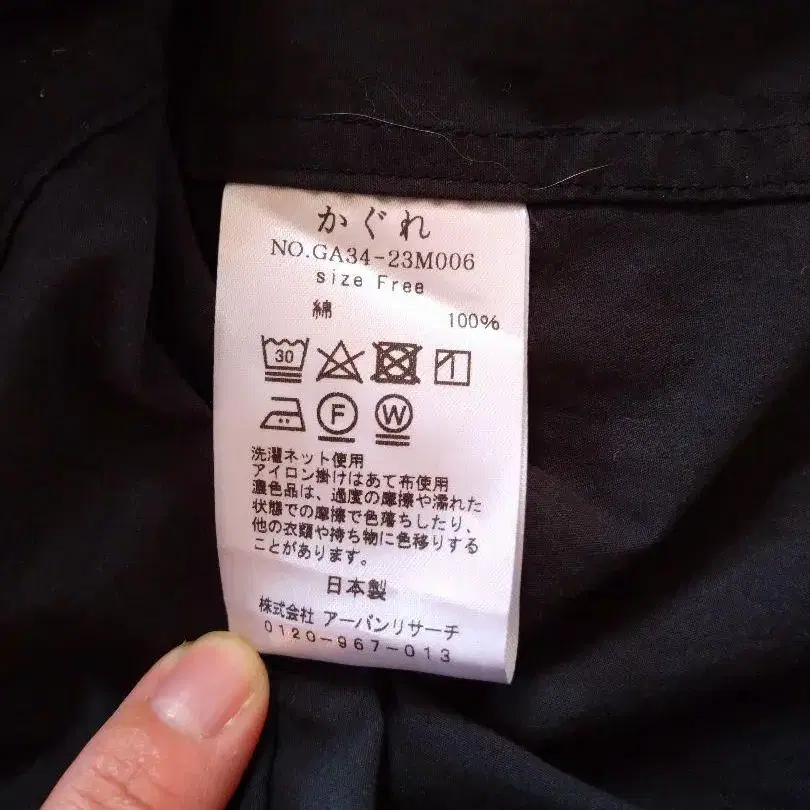 かぐれ
NO.GA34-23M006
size Free
綿 100%
30
F W
洗濯ネット使用
アイロン掛けはあて布使用
濃色品は、過度の摩擦や濡れた
状態での摩擦で色落ちしたり、
他の衣類や持ち物に色移りする
ことがあります。
日本製
株式会社 アーバンリサーチ
0120-967-013